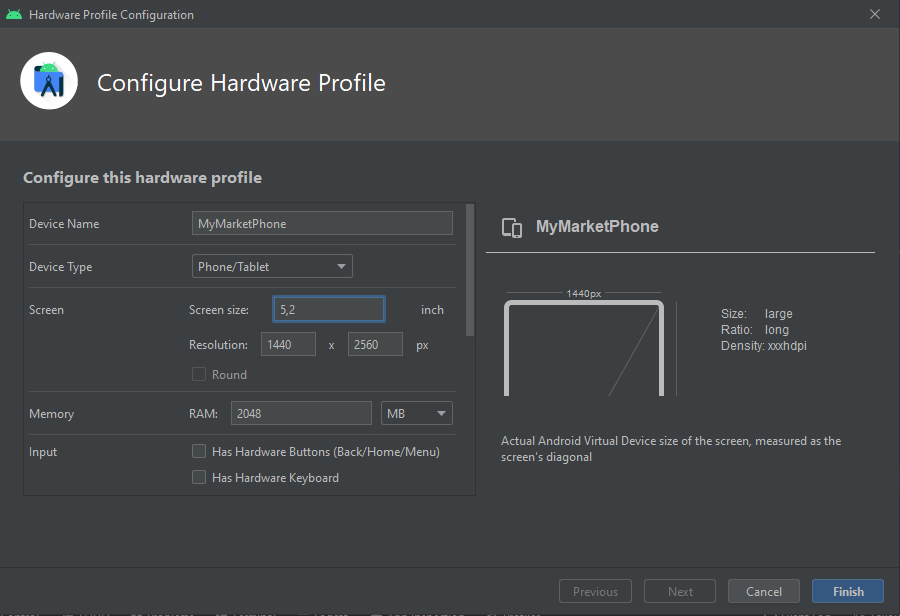 Hardware Profile Configuration
Configure Hardware Profile
Configure this hardware profile
Device Name MyMarketPhone
Device Type Phone/Tablet
Screen Screen size: 5,2 inch
Resolution: 1440 x 2560 px
Round
Memory RAM: 2048 MB
Input Has Hardware Buttons (Back/Home/Menu)
Has Hardware Keyboard
MyMarketPhone
1440px
Size: large
Ratio: long
Density: xxxhdpi
Actual Android Virtual Device size of the screen, measured as the
screen's diagonal
Previous Next Cancel Finish